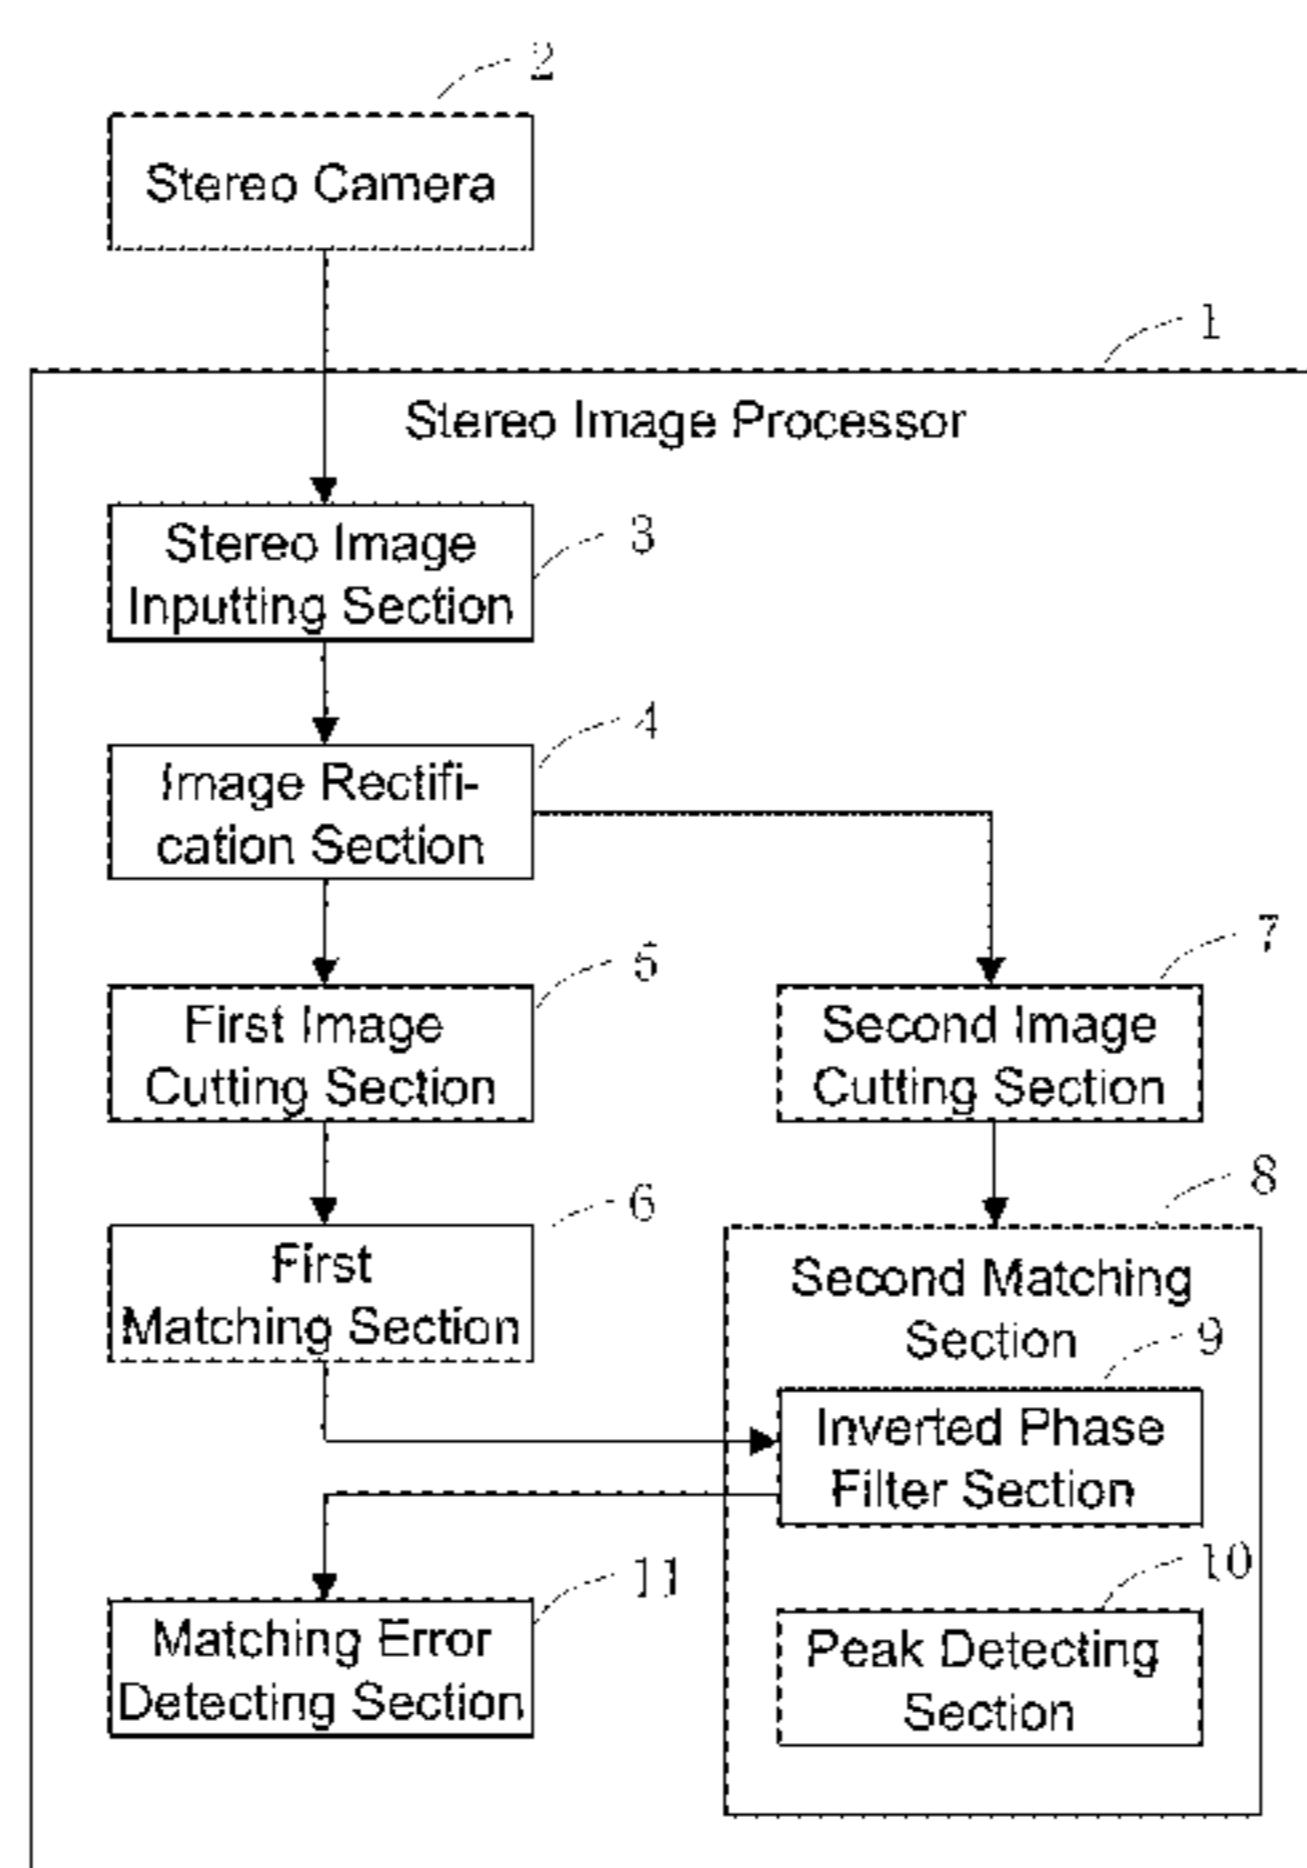 2
Stereo Camera
1
Stereo Image Processor
Stereo Image
Inputting Section
3
Image Rectifi-
cation Section
4
First Image
Cutting Section
5
Second Image
Cutting Section
7
First
Matching Section
6
Second Matching
Section
8
Inverted Phase
Filter Section
9
Matching Error
Detecting Section
11
Peak Detecting
Section
10